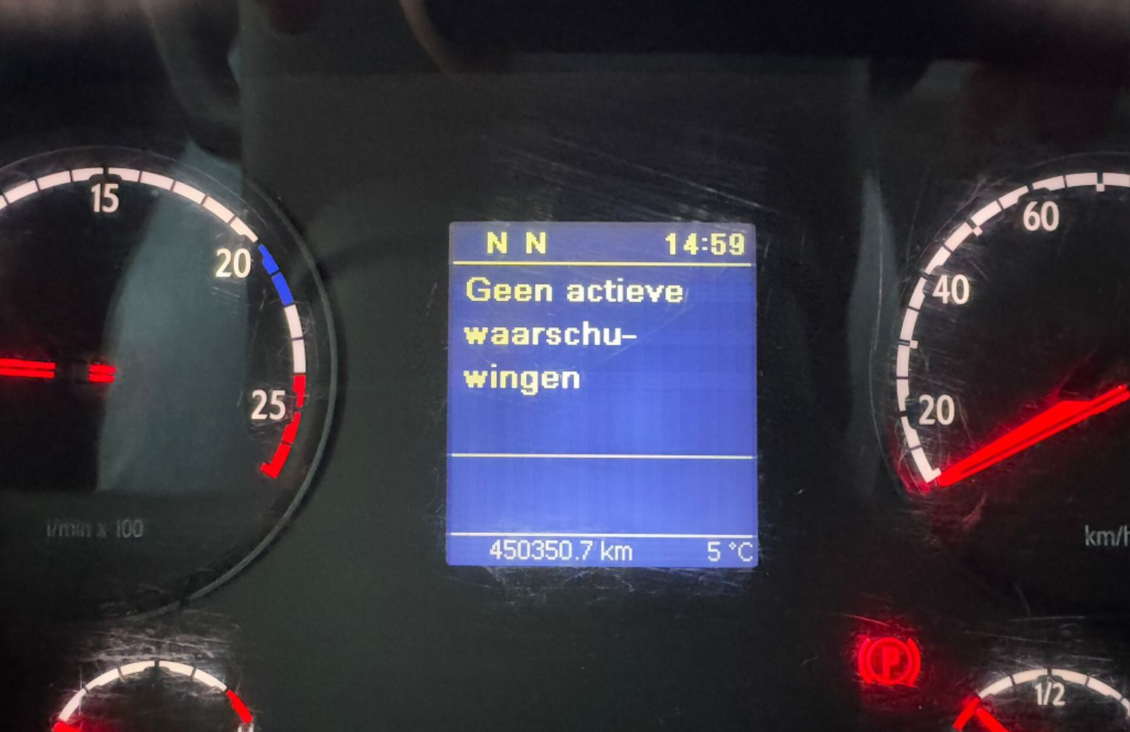 N N 14:59
Geen actieve
waarschu-
wingen
450350.7 km 5 °C
15
20
25
1/min x 100
60
40
20
km/h
P
1/2